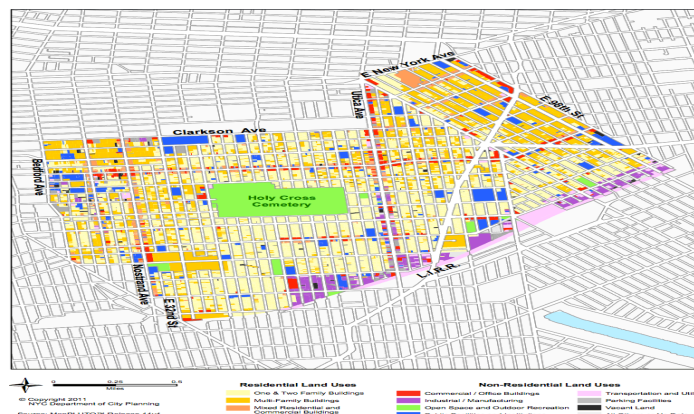 E New York Ave
Utica Ave
E 98th St
Clarkson Ave
Bedford Ave
Holy Cross
Cemetery
Nostrand Ave
E 32nd St
L.I.R.R.
0 0.25 0.5
Miles
© Copyright 2011
NYC Department of City Planning
Residential Land Uses
One & Two Family Buildings
Multi-Family Buildings
Mixed Residential and
Commercial Buildings
Non-Residential Land Uses
Commercial / Office Buildings
Industrial / Manufacturing
Open Space and Outdoor Recreation
Transportation and Uti
Parking Facilities
Vacant Land